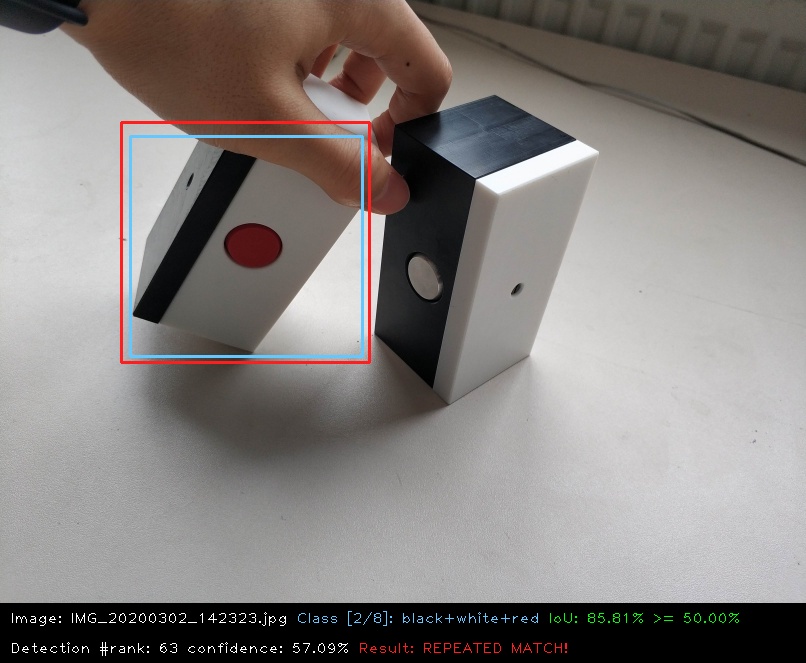 Image: IMG_20200302_142323.jpg Class [2/8]: black+white+red IoU: 85.81% >= 50.00%
Detection #rank: 63 confidence: 57.09% Result: REPEATED MATCH!